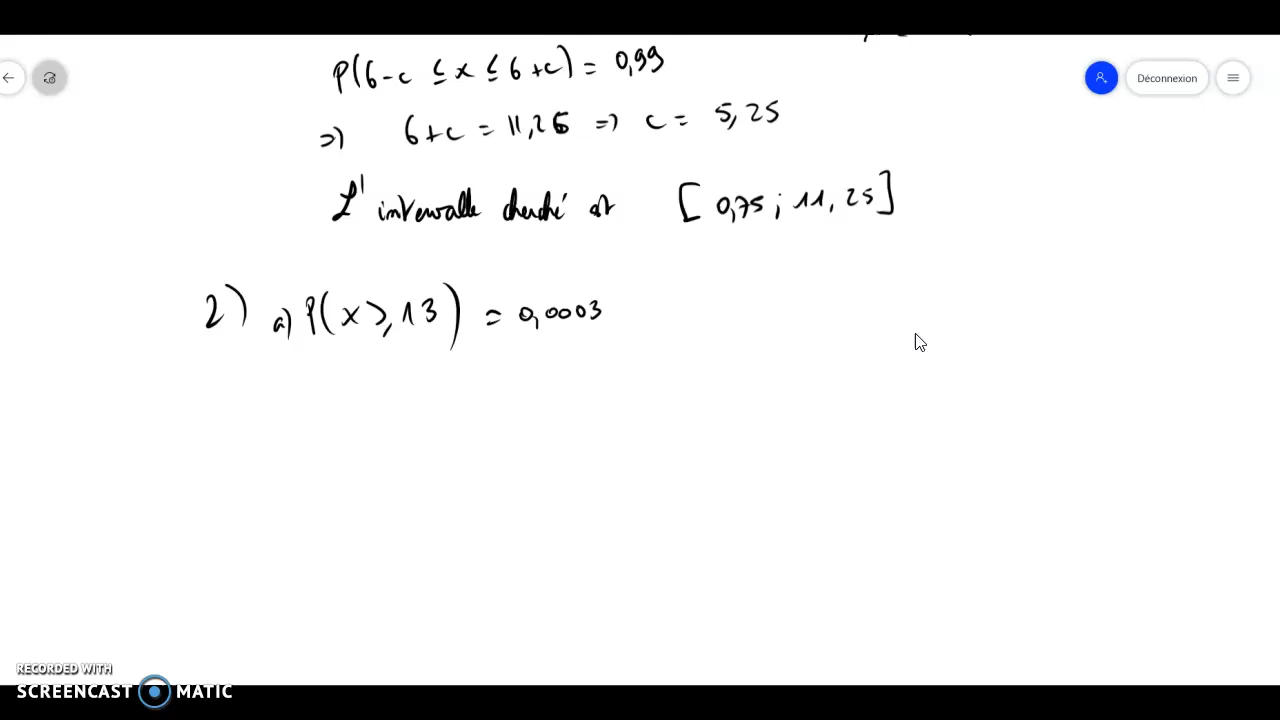 P(6-c ≤ x ≤ 6+c) = 0,99
Déconnexion
⇒) 6+c = 11,25 ⇒ c = 5,25
L' intervalle cherché est [0,75 ; 11,25]
2) a) P(x ⩾ 13) = 0,0003
RECORDED WITH
SCREENCAST MATIC